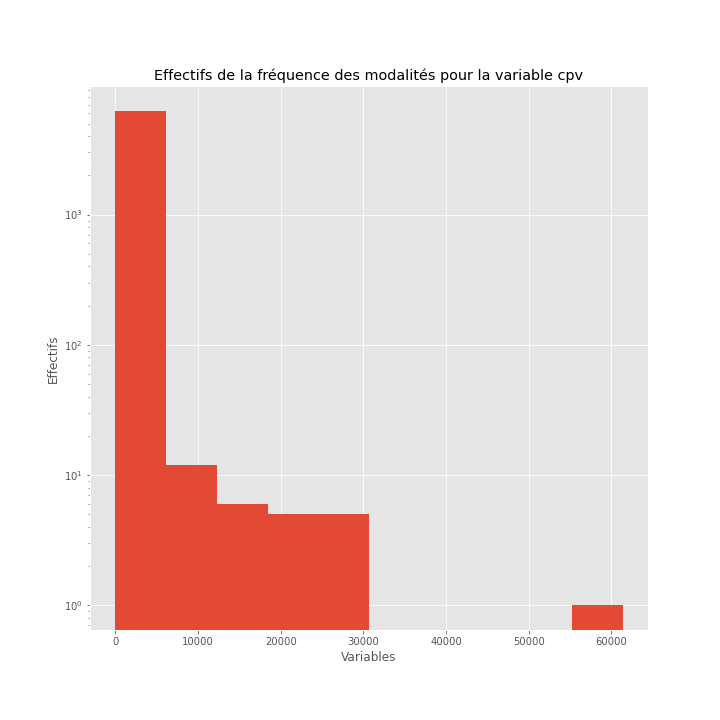 Effectifs de la fréquence des modalités pour la variable cpv
10³
10²
10¹
10⁰
Effectifs
0 10000 20000 30000 40000 50000 60000
Variables